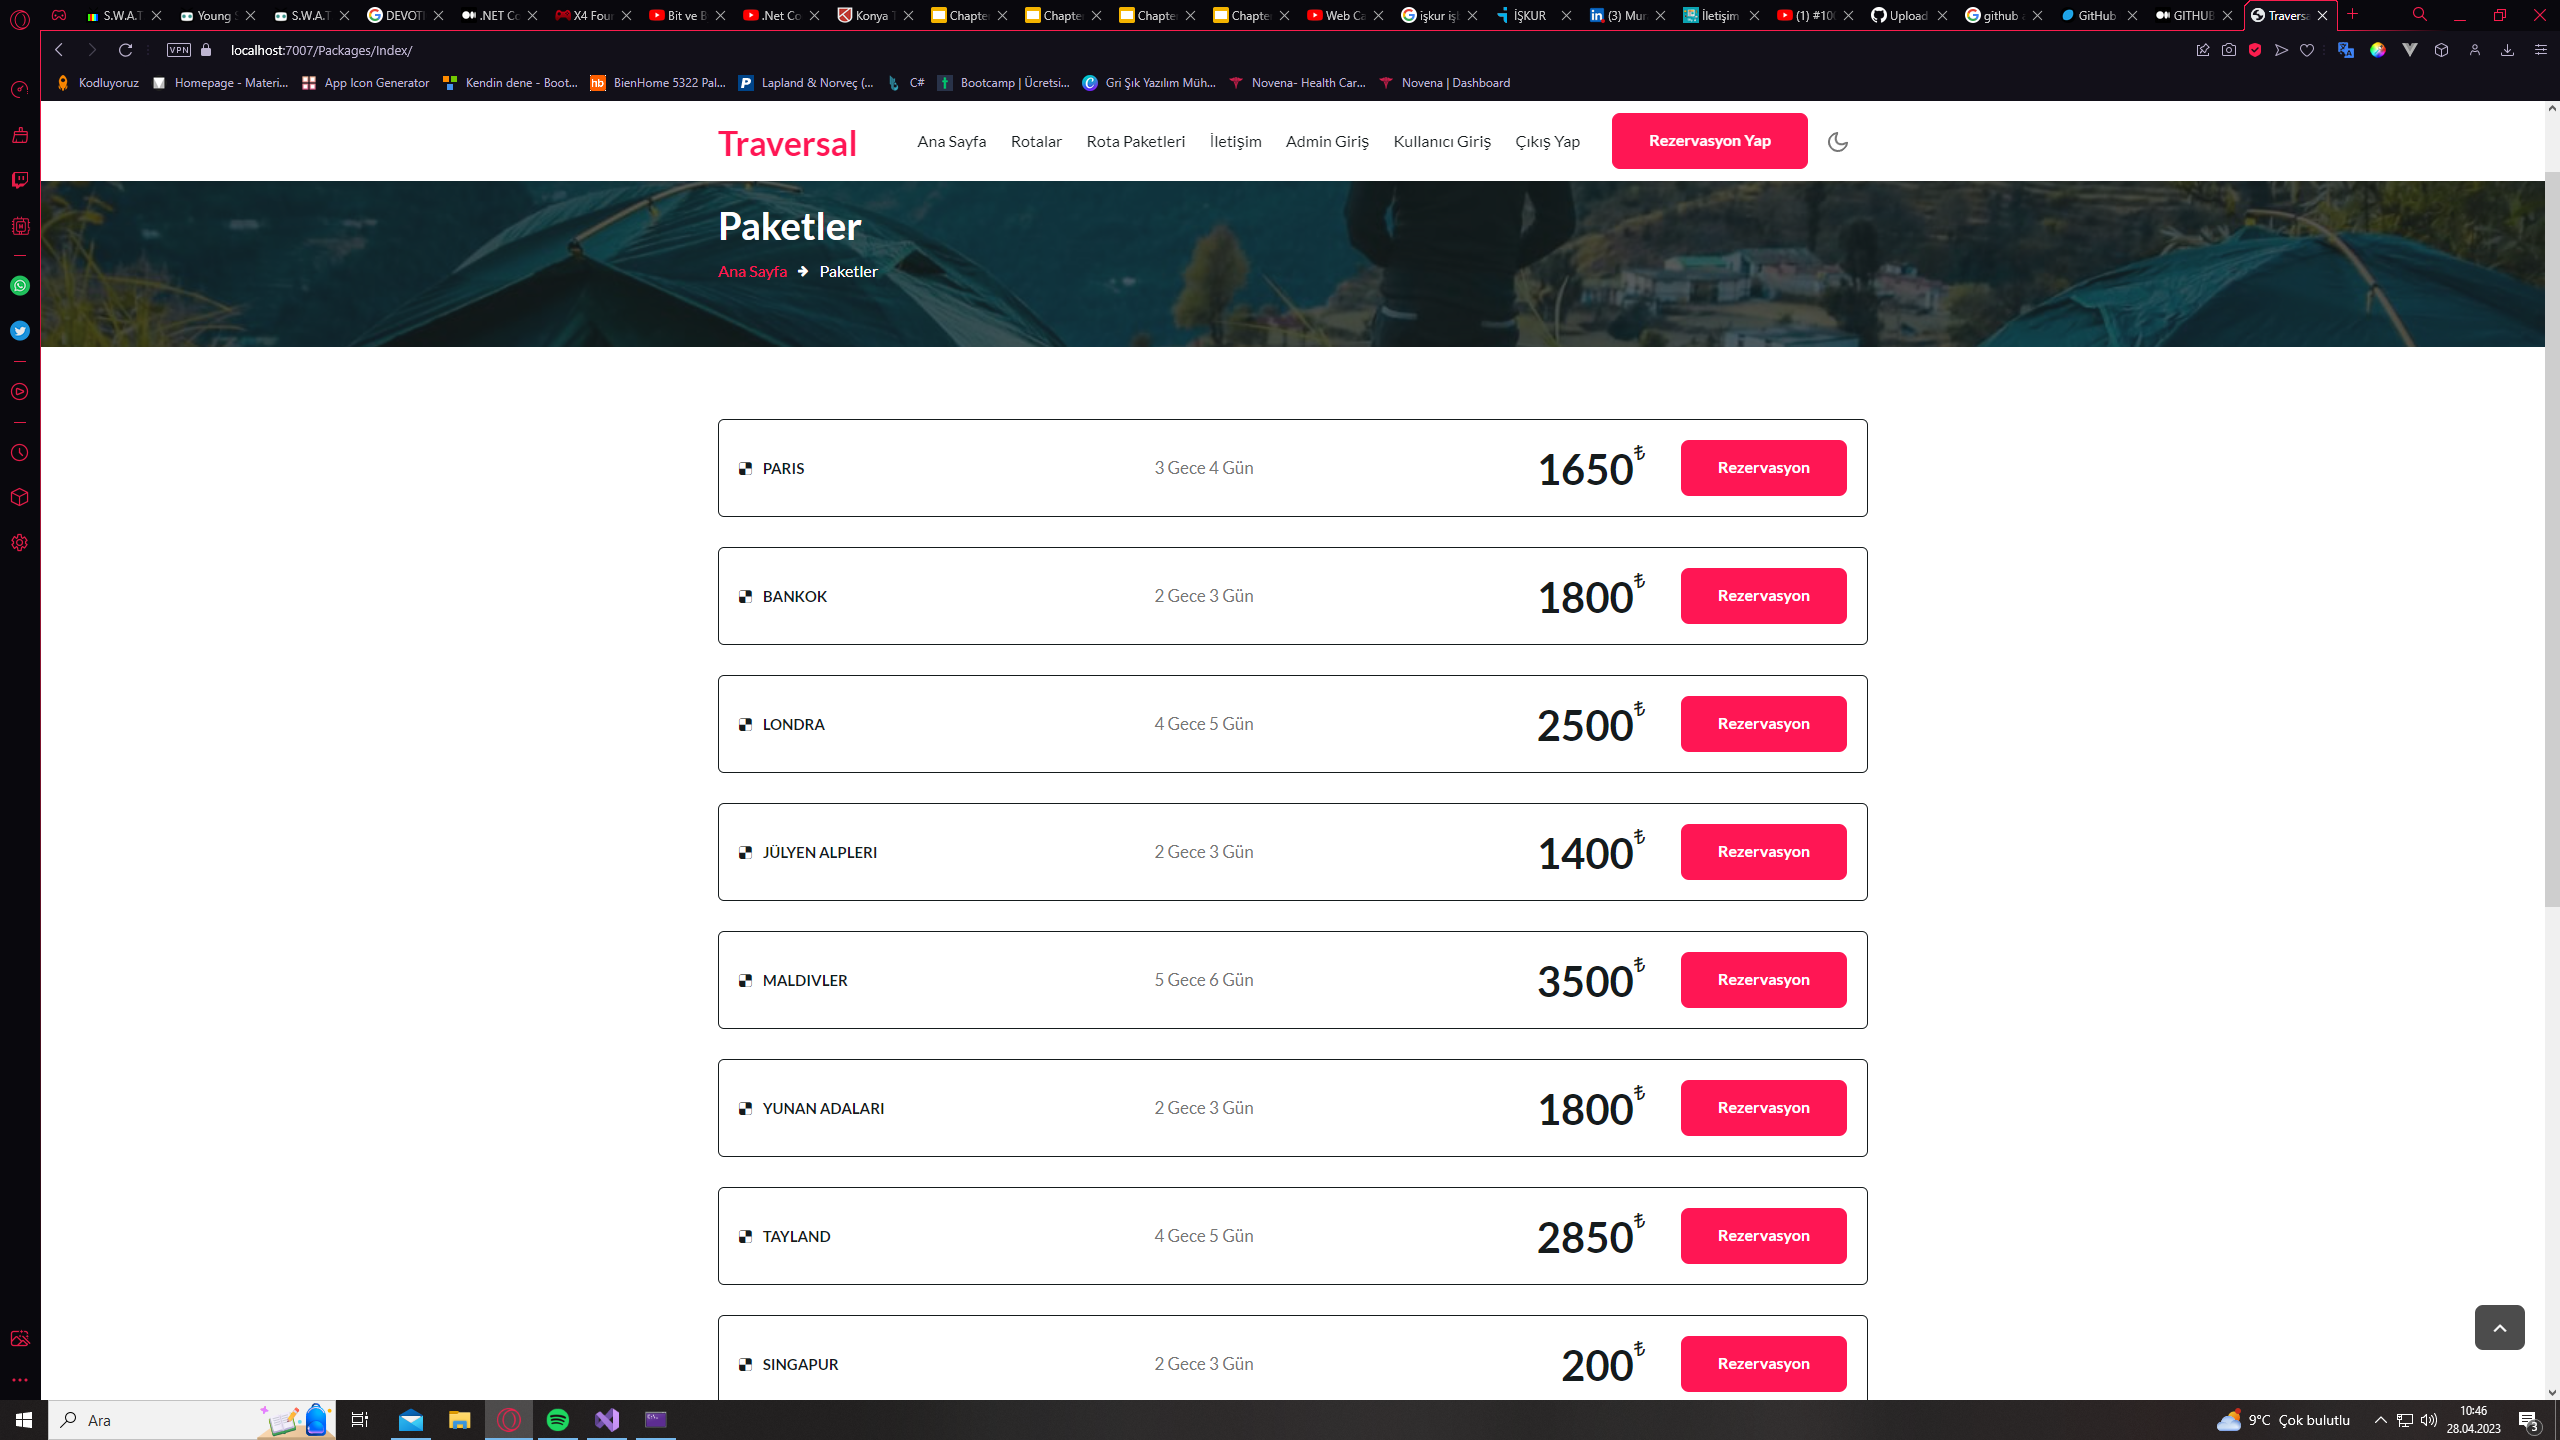 S.W.A.T
Young S
S.W.A.T
DEVOTI
.NET Co
X4 Four
Bit ve B
.Net Co
Konya T
Chapte
Chapte
Chapte
Chapte
Web Ca
işkur işl
İŞKUR
(3) Mur
İletişim
(1) #10
Upload
github a
GitHub
GITHUB
Traversa
VPN
localhost:7007/Packages/Index/
Kodluyoruz
Homepage - Materi...
App Icon Generator
Kendin dene - Boot...
BienHome 5322 Pal...
Lapland & Norveç (...
C#
Bootcamp | Ücretsi...
Gri Şık Yazılım Müh...
Novena- Health Car...
Novena | Dashboard
Traversal
Ana Sayfa
Rotalar
Rota Paketleri
İletişim
Admin Giriş
Kullanıcı Giriş
Çıkış Yap
Rezervasyon Yap
Paketler
Ana Sayfa
Paketler
PARIS 3 Gece 4 Gün 1650₺ Rezervasyon
BANKOK 2 Gece 3 Gün 1800₺ Rezervasyon
LONDRA 4 Gece 5 Gün 2500₺ Rezervasyon
JÜLYEN ALPLERI 2 Gece 3 Gün 1400₺ Rezervasyon
MALDIVLER 5 Gece 6 Gün 3500₺ Rezervasyon
YUNAN ADALARI 2 Gece 3 Gün 1800₺ Rezervasyon
TAYLAND 4 Gece 5 Gün 2850₺ Rezervasyon
SINGAPUR 2 Gece 3 Gün 200₺ Rezervasyon
Ara
9°C Çok bulutlu
10:46
28.04.2023
3